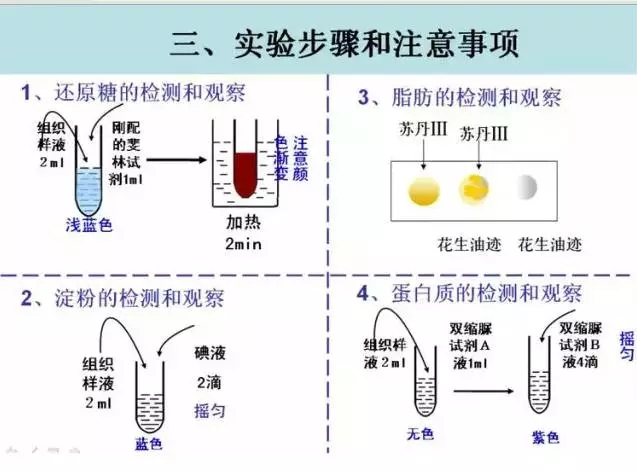 三、实验步骤和注意事项
1、还原糖的检测和观察
组织
样液
2ml
刚配
的斐
林试
剂1ml
浅蓝色
加热
2min
注意颜
色渐变
3、脂肪的检测和观察
苏丹III
苏丹III
花生油迹
花生油迹
2、淀粉的检测和观察
组织
样液
2ml
碘液
2滴
摇匀
蓝色
4、蛋白质的检测和观察
组织样
液2ml
双缩脲
试剂A
液1ml
双缩脲
试剂B
液4滴
摇匀
无色
紫色